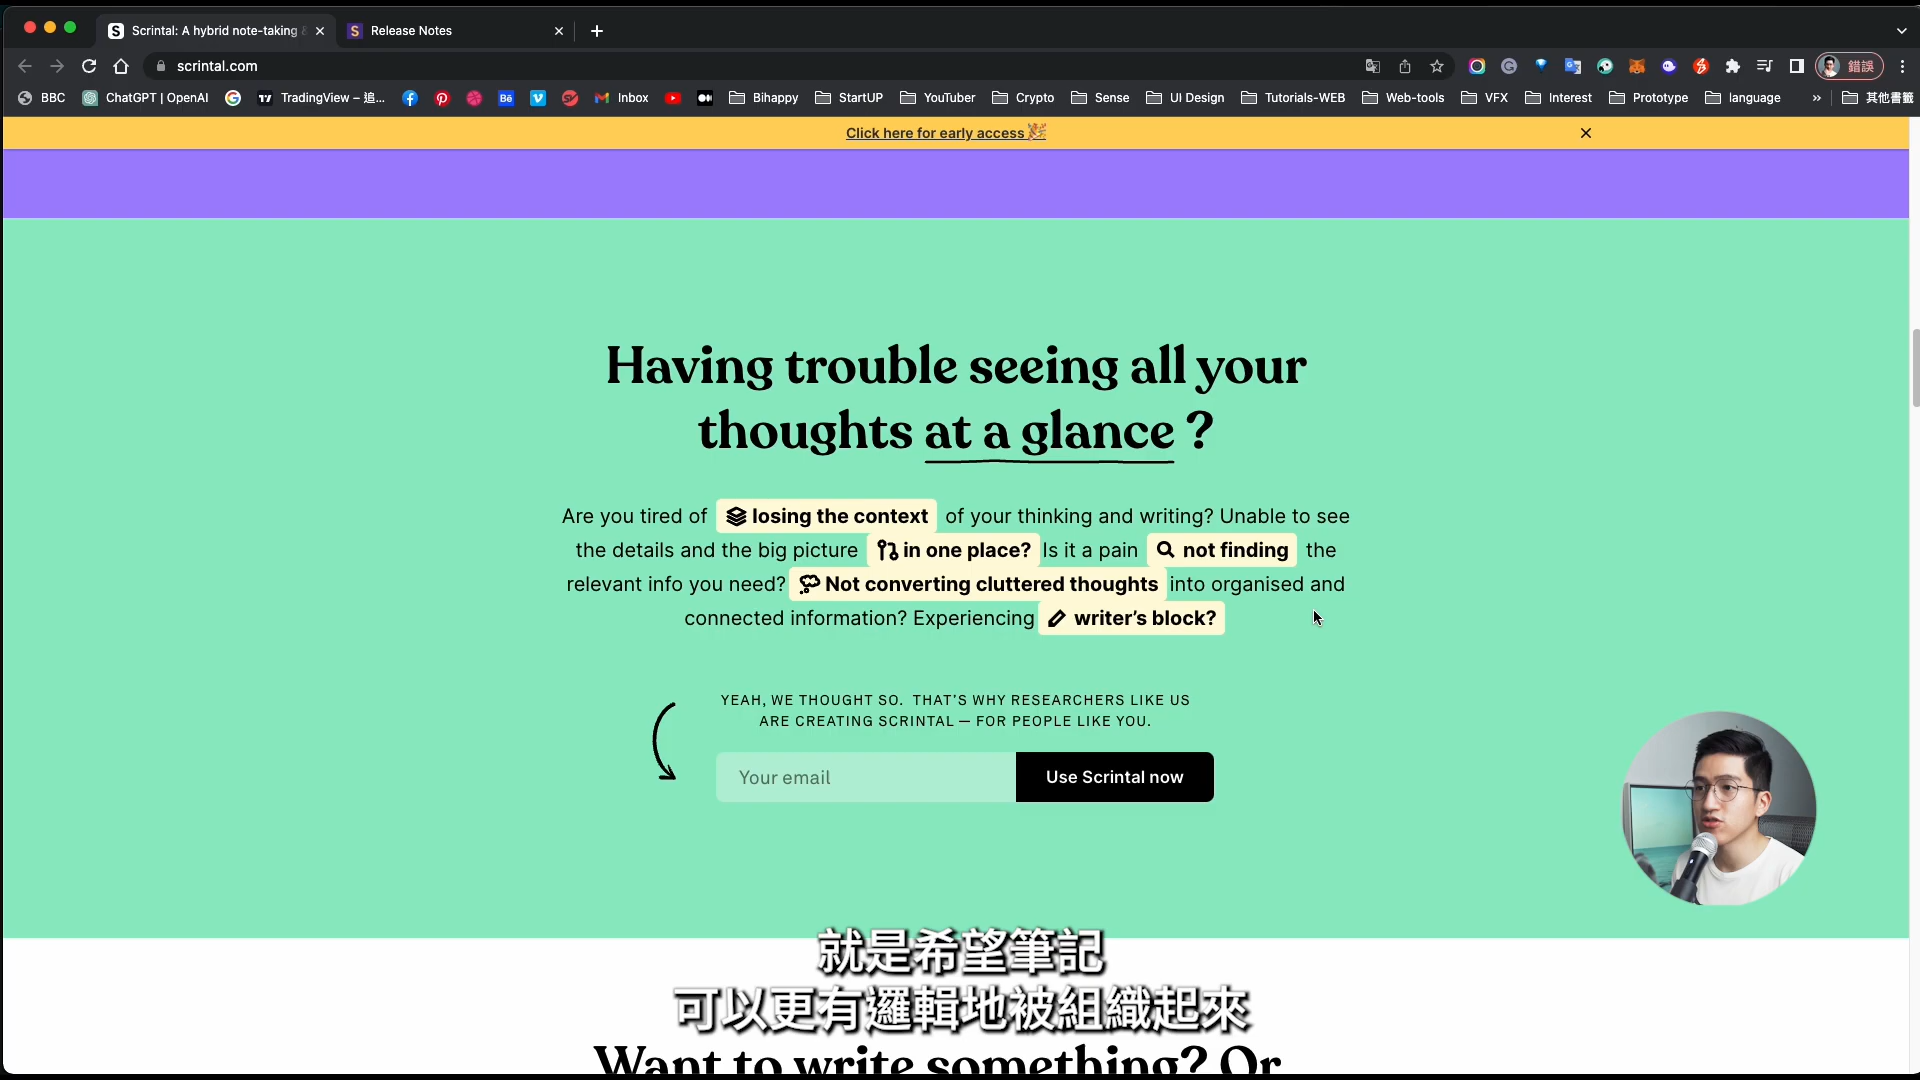 Scrintal: A hybrid note-taking
Release Notes
scrintal.com
錯誤
BBC
ChatGPT | OpenAI
TradingView – 追...
Inbox
Bihappy
StartUP
YouTuber
Crypto
Sense
UI Design
Tutorials-WEB
Web-tools
VFX
Interest
Prototype
language
»
其他書籤
Click here for early access 🎉
Having trouble seeing all your
thoughts at a glance ?
Are you tired of losing the context of your thinking and writing? Unable to see
the details and the big picture in one place? Is it a pain not finding the
relevant info you need? Not converting cluttered thoughts into organised and
connected information? Experiencing writer’s block?
YEAH, WE THOUGHT SO. THAT’S WHY RESEARCHERS LIKE US
ARE CREATING SCRINTAL — FOR PEOPLE LIKE YOU.
Your email
Use Scrintal now
就是希望筆記
可以更有邏輯地被組織起來
Want to write something? Or